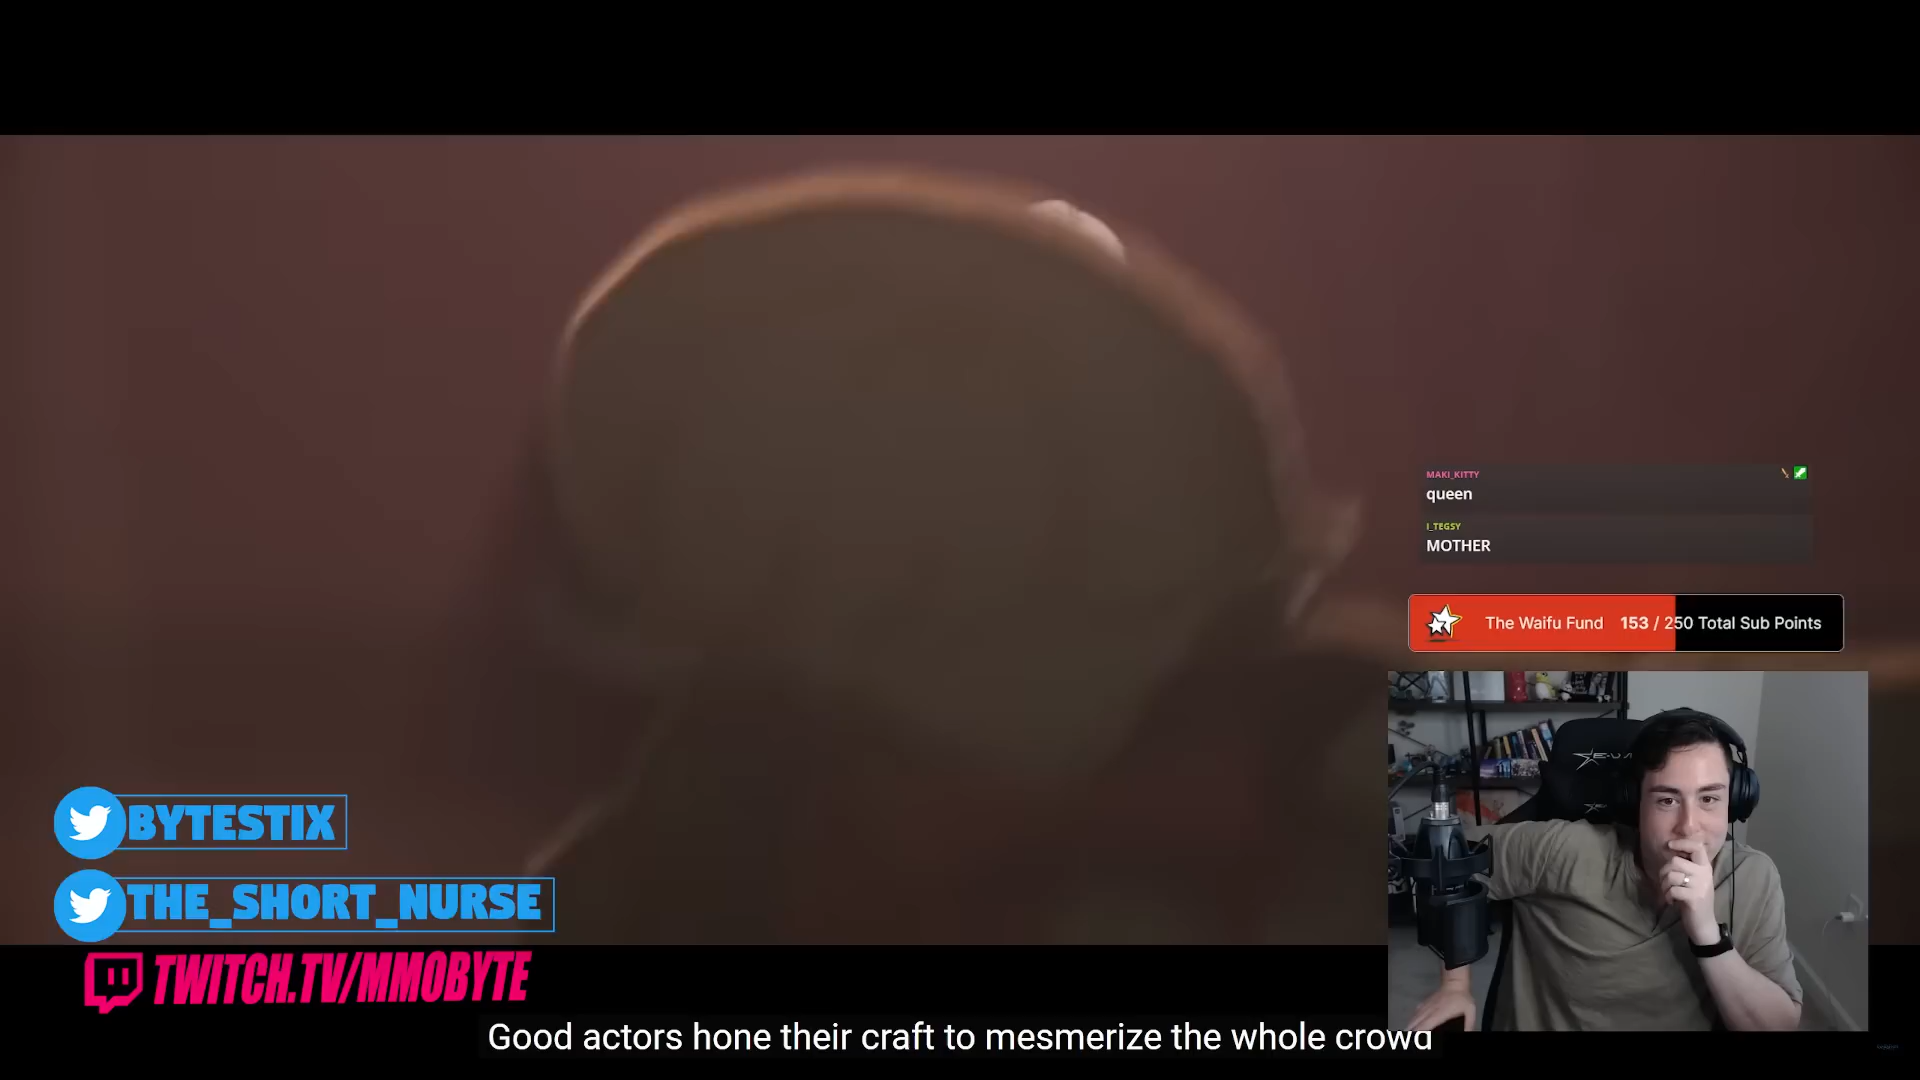 MAKI_KITTY
queen
I_TEGSY
MOTHER
The Waifu Fund 153 / 250 Total Sub Points
BYTESTIX
THE_SHORT_NURSE
TWITCH.TV/MMOBYTE
Good actors hone their craft to mesmerize the whole crowd